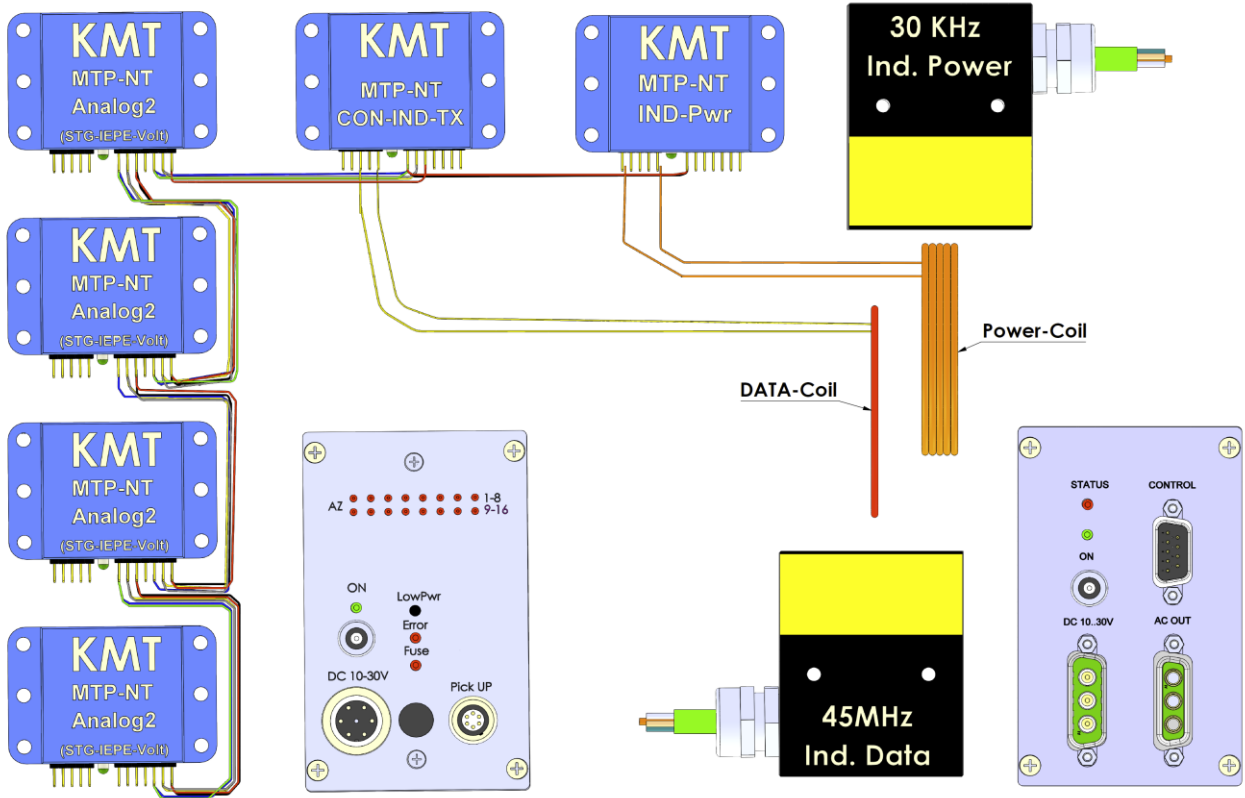 KMT
MTP-NT
Analog2
(STG-IEPE-Volt)
KMT
MTP-NT
CON-IND-TX
KMT
MTP-NT
IND-Pwr
30 KHz
Ind. Power
KMT
MTP-NT
Analog2
(STG-IEPE-Volt)
Power-Coil
DATA-Coil
KMT
MTP-NT
Analog2
(STG-IEPE-Volt)
KMT
MTP-NT
Analog2
(STG-IEPE-Volt)
AZ
1-8
9-16
ON
LowPwr
Error
Fuse
DC 10-30V
Pick UP
45MHz
Ind. Data
STATUS
CONTROL
ON
DC 10..30V
AC OUT